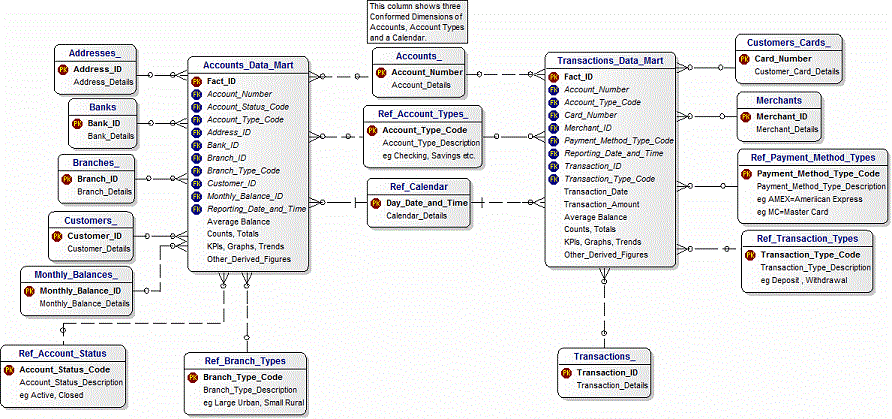 This column shows three
Conformed Dimensions of
Accounts, Account Types
and a Calendar.
Addresses_
PK Address_ID
Address_Details
Banks
PK Bank_ID
Bank_Details
Branches_
PK Branch_ID
Branch_Details
Customers_
PK Customer_ID
Customer_Details
Monthly_Balances_
PK Monthly_Balance_ID
Monthly_Balance_Details
Ref_Account_Status
PK Account_Status_Code
Account_Status_Description
eg Active, Closed
Accounts_Data_Mart
PK Fact_ID
FK Account_Number
FK Account_Status_Code
FK Account_Type_Code
FK Address_ID
FK Bank_ID
FK Branch_ID
FK Branch_Type_Code
FK Customer_ID
FK Monthly_Balance_ID
FK Reporting_Date_and_Time
Average Balance
Counts, Totals
KPIs, Graphs, Trends
Other_Derived_Figures
Ref_Branch_Types
PK Branch_Type_Code
Branch_Type_Description
eg Large Urban, Small Rural
Accounts_
PK Account_Number
Account_Details
Ref_Account_Types_
PK Account_Type_Code
Account_Type_Description
eg Checking, Savings etc.
Ref_Calendar
PK Day_Date_and_Time
Calendar_Details
Transactions_Data_Mart
PK Fact_ID
FK Account_Number
FK Account_Type_Code
FK Card_Number
FK Merchant_ID
FK Payment_Method_Type_Code
FK Reporting_Date_and_Time
FK Transaction_ID
FK Transaction_Type_Code
Transaction_Date
Transaction_Amount
Average Balance
Counts, Totals
KPIs, Graphs, Trends
Other_Derived_Figures
Transactions_
PK Transaction_ID
Transaction_Details
Customers_Cards_
PK Card_Number
Customer_Card_Details
Merchants
PK Merchant_ID
Merchant_Details
Ref_Payment_Method_Types
PK Payment_Method_Type_Code
Payment_Method_Type_Description
eg AMEX=American Express
eg MC=Master Card
Ref_Transaction_Types
PK Transaction_Type_Code
Transaction_Type_Description
eg Deposit , Withdrawal